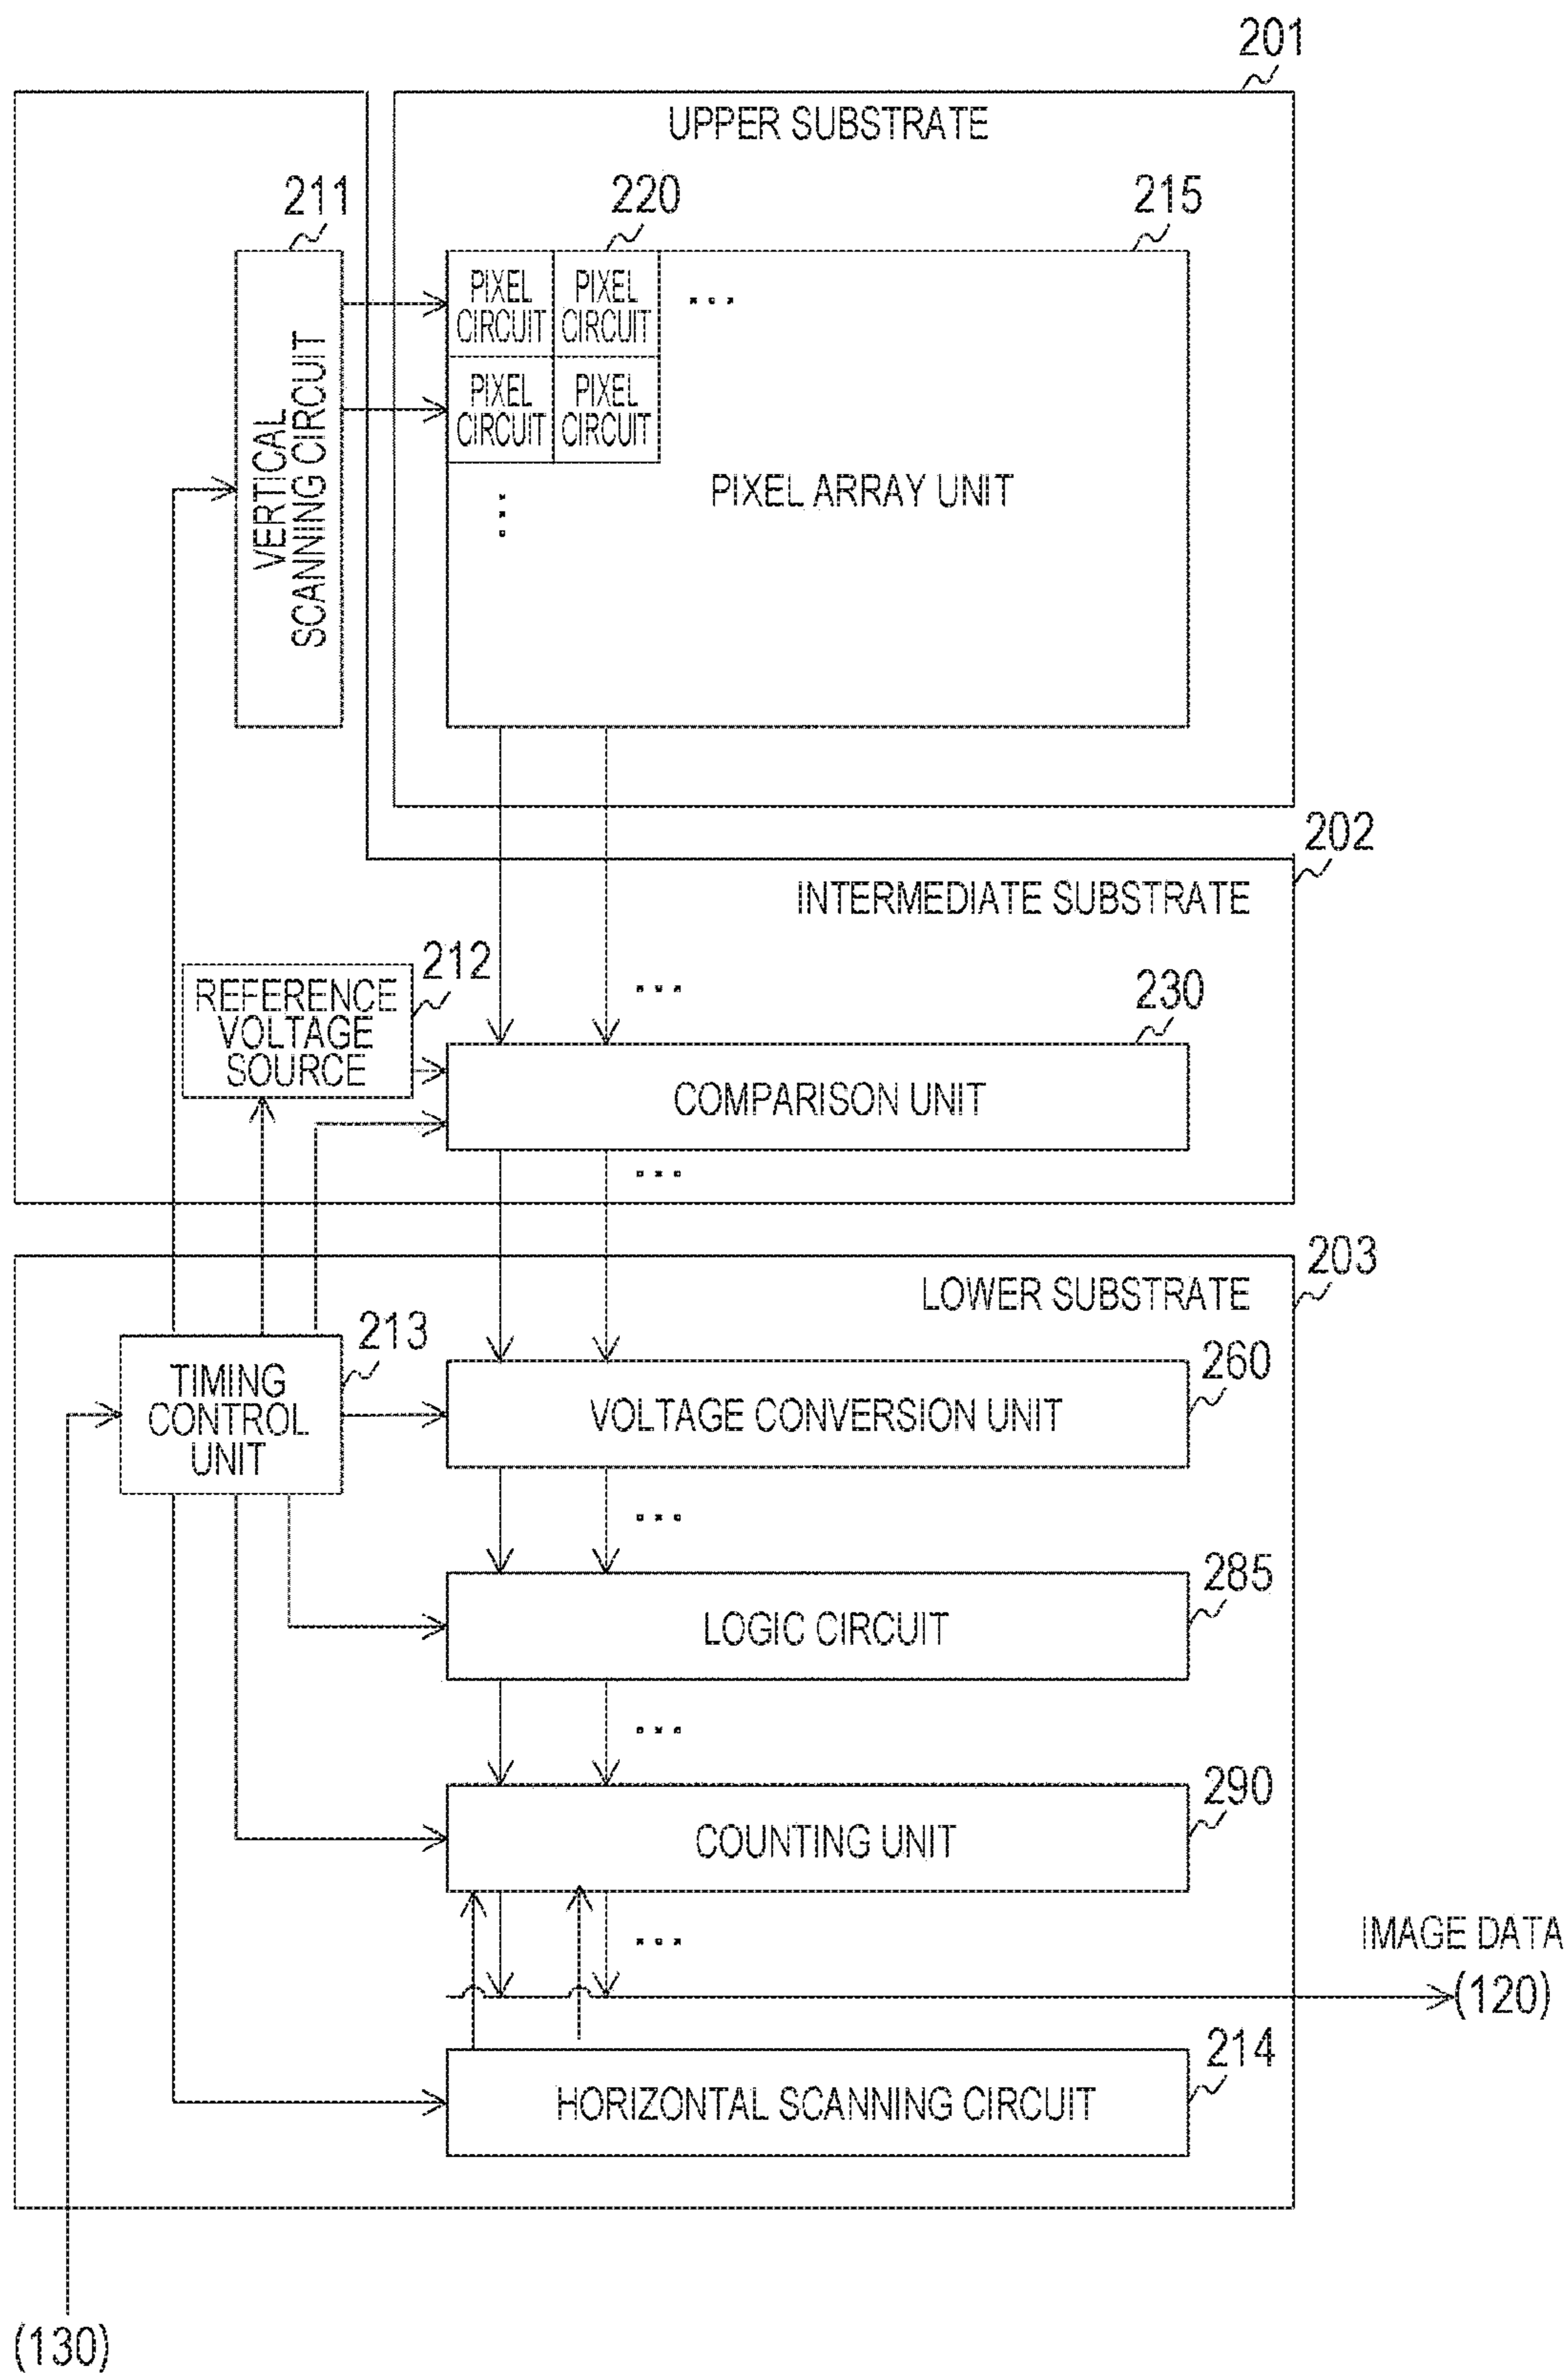 201
UPPER SUBSTRATE
211
220
215
PIXEL
CIRCUIT
PIXEL
CIRCUIT
PIXEL
CIRCUIT
PIXEL
CIRCUIT
VERTICAL
SCANNING CIRCUIT
PIXEL ARRAY UNIT
202
INTERMEDIATE SUBSTRATE
212
REFERENCE
VOLTAGE
SOURCE
230
COMPARISON UNIT
203
LOWER SUBSTRATE
213
TIMING
CONTROL
UNIT
260
VOLTAGE CONVERSION UNIT
285
LOGIC CIRCUIT
290
COUNTING UNIT
IMAGE DATA
(120)
214
HORIZONTAL SCANNING CIRCUIT
(130)